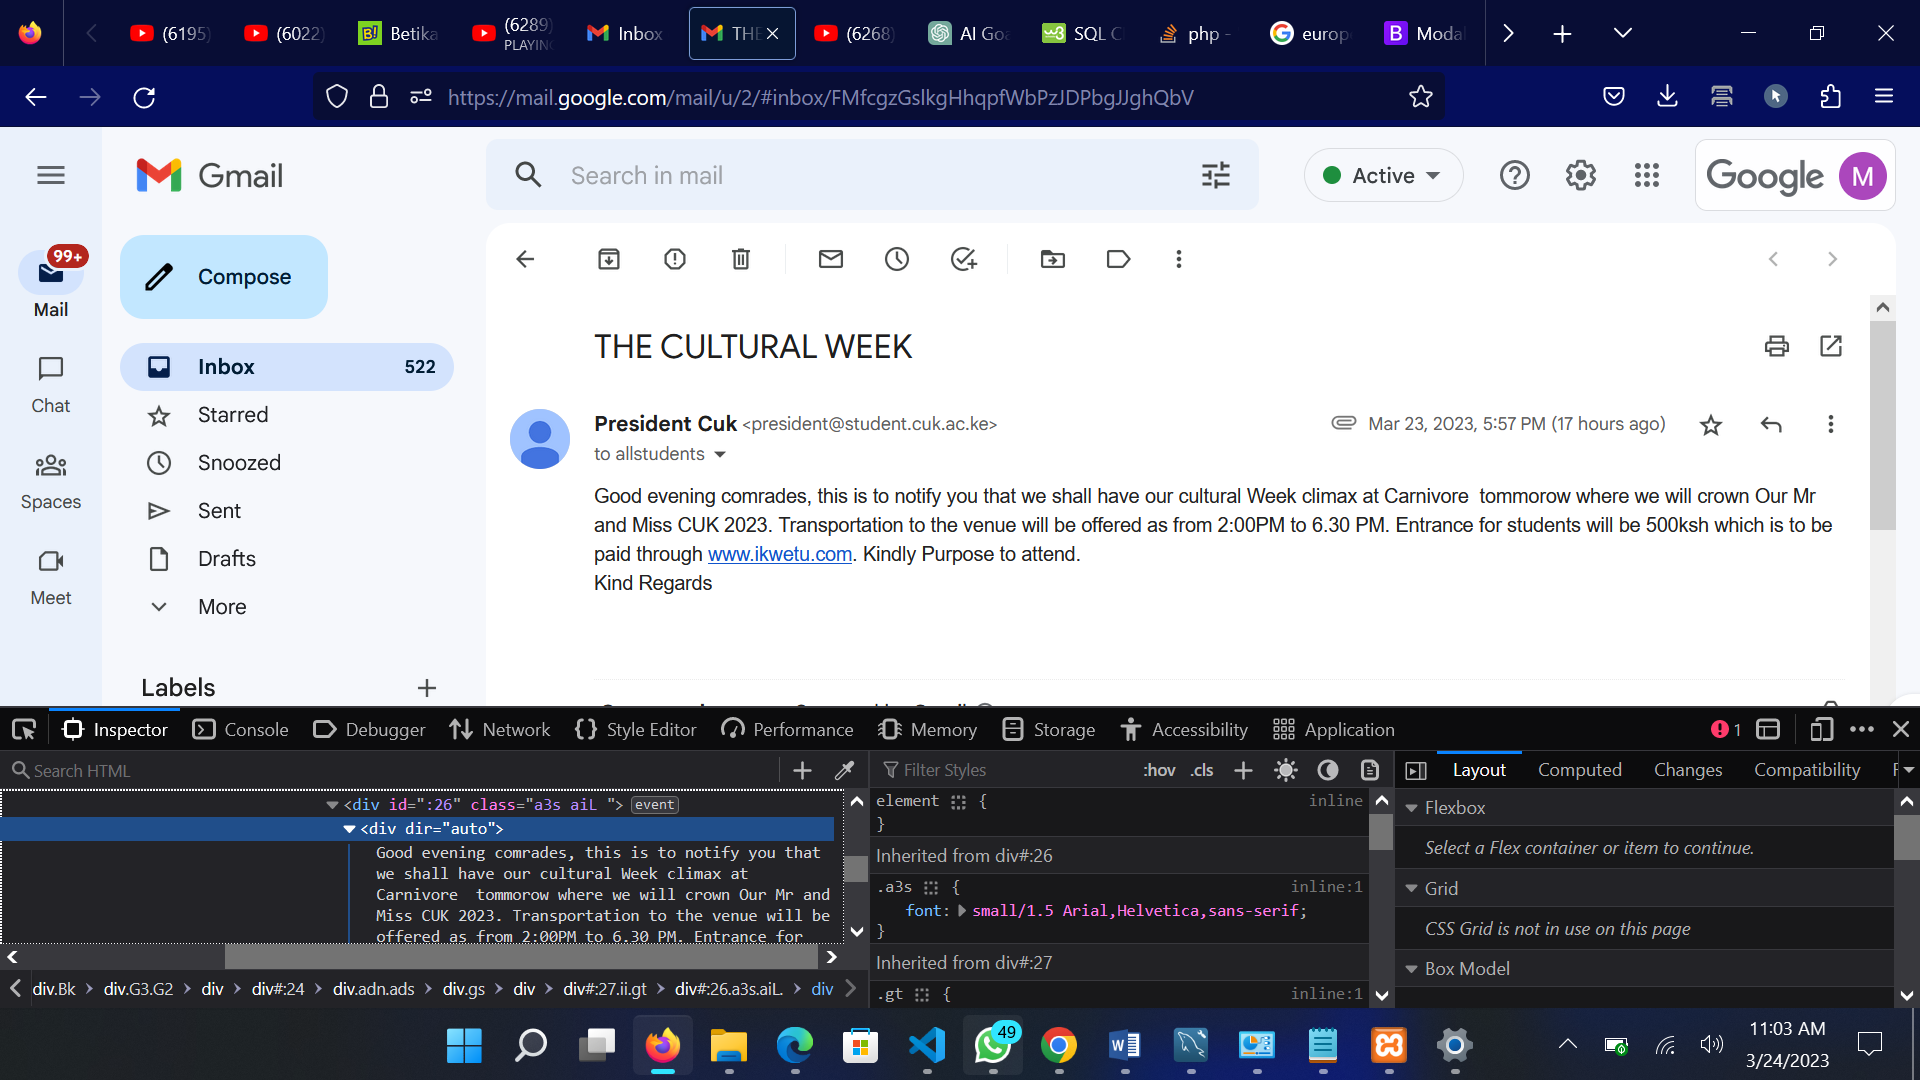 (6195)
(6022)
Betika
(6289)
PLAYING
Inbox
THE
(6268)
AI Goa
SQL C
php -
europ
Modal
https://mail.google.com/mail/u/2/#inbox/FMfcgzGslkgHhqpfWbPzJDPbgJJghQbV
Gmail
Search in mail
Active
Google
M
99+
Mail
Compose
Inbox
522
Chat
Starred
Snoozed
Spaces
Sent
Drafts
Meet
More
Labels
THE CULTURAL WEEK
President Cuk <president@student.cuk.ac.ke>
Mar 23, 2023, 5:57 PM (17 hours ago)
to allstudents
Good evening comrades, this is to notify you that we shall have our cultural Week climax at Carnivore  tommorow where we will crown Our Mr
and Miss CUK 2023. Transportation to the venue will be offered as from 2:00PM to 6.30 PM. Entrance for students will be 500ksh which is to be
paid through www.ikwetu.com. Kindly Purpose to attend.
Kind Regards
Inspector
Console
Debugger
Network
Style Editor
Performance
Memory
Storage
Accessibility
Application
1
Search HTML
Filter Styles
:hov
.cls
Layout
Computed
Changes
Compatibility
<div id=":26" class="a3s aiL "> event
<div dir="auto">
Good evening comrades, this is to notify you that
we shall have our cultural Week climax at
Carnivore  tommorow where we will crown Our Mr and
Miss CUK 2023. Transportation to the venue will be
offered as from 2:00PM to 6.30 PM. Entrance for
element {
inline
}
Inherited from div#:26
.a3s {
inline:1
font: small/1.5 Arial,Helvetica,sans-serif;
}
Inherited from div#:27
.gt {
inline:1
Flexbox
Select a Flex container or item to continue.
Grid
CSS Grid is not in use on this page
Box Model
div.Bk
div.G3.G2
div
div#:24
div.adn.ads
div.gs
div
div#:27.ii.gt
div#:26.a3s.aiL.
div
49
11:03 AM
3/24/2023